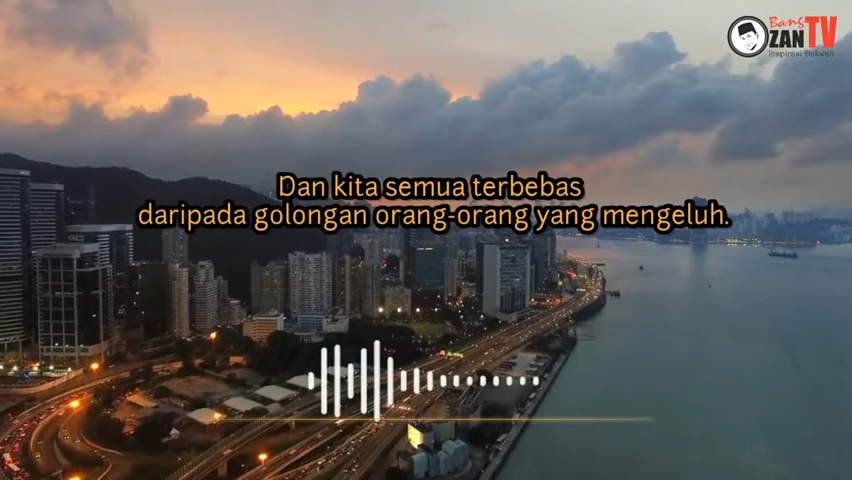 Bang
ZAN TV
Inspirasi Dakwah
Dan kita semua terbebas
daripada golongan orang-orang yang mengeluh.